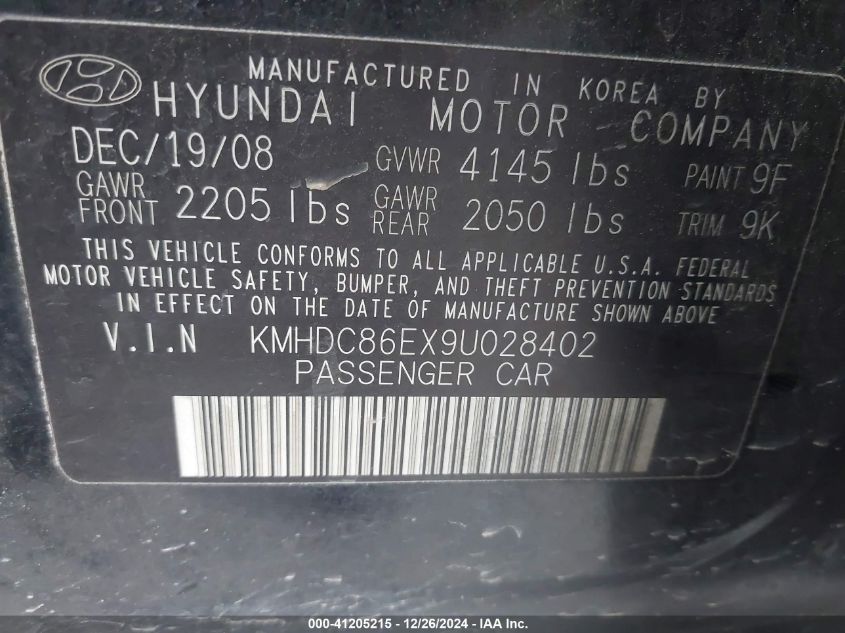 MANUFACTURED IN KOREA BY
HYUNDAI MOTOR COMPANY
DEC/19/08 GVWR 4145 lbs PAINT 9F
GAWR FRONT 2205 lbs GAWR REAR 2050 lbs TRIM 9K
THIS VEHICLE CONFORMS TO ALL APPLICABLE U.S.A. FEDERAL
MOTOR VEHICLE SAFETY, BUMPER, AND THEFT PREVENTION STANDARDS
IN EFFECT ON THE DATE OF MANUFACTURE SHOWN ABOVE
V.I.N KMHDC86EX9U028402
PASSENGER CAR
000-41205215 - 12/26/2024 - IAA Inc.